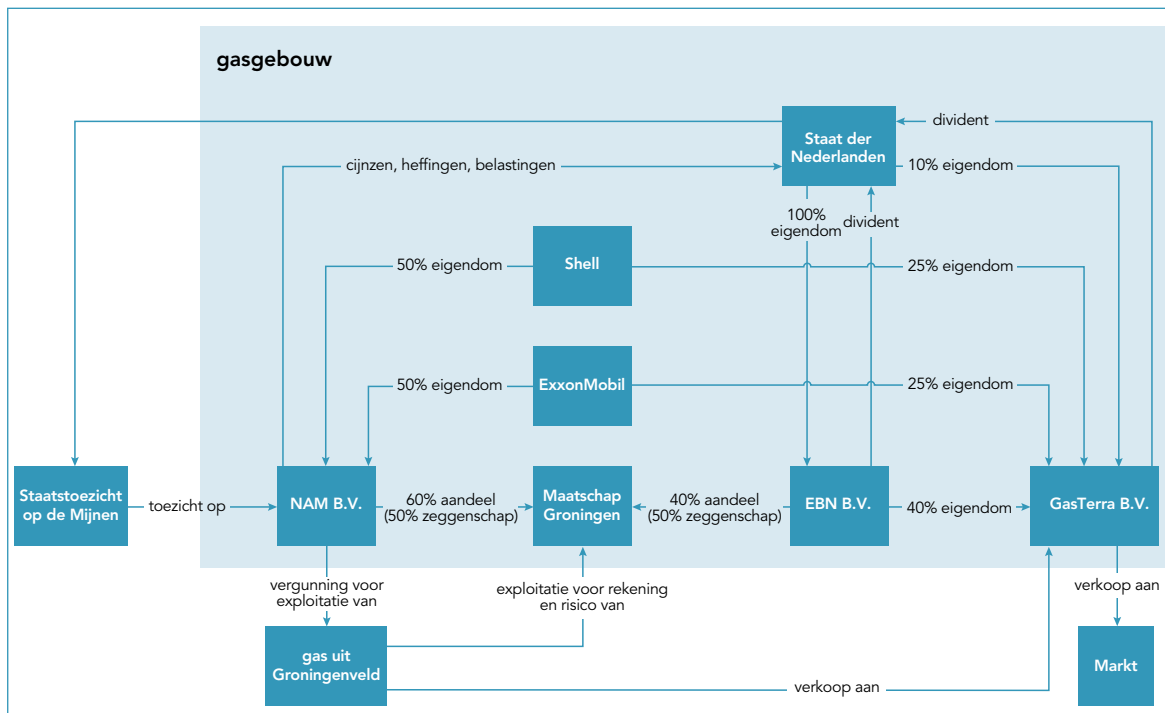 gasgebouw
Staat der
Nederlanden
divident
cijnzen, heffingen, belastingen
10% eigendom
100%
eigendom
divident
50% eigendom
Shell
25% eigendom
50% eigendom
ExxonMobil
25% eigendom
Staatstoezicht
op de Mijnen
toezicht op
NAM B.V.
60% aandeel
(50% zeggenschap)
Maatschap
Groningen
40% aandeel
(50% zeggenschap)
EBN B.V.
40% eigendom
GasTerra B.V.
vergunning voor
exploitatie van
exploitatie voor rekening
en risico van
verkoop aan
gas uit
Groningenveld
verkoop aan
Markt